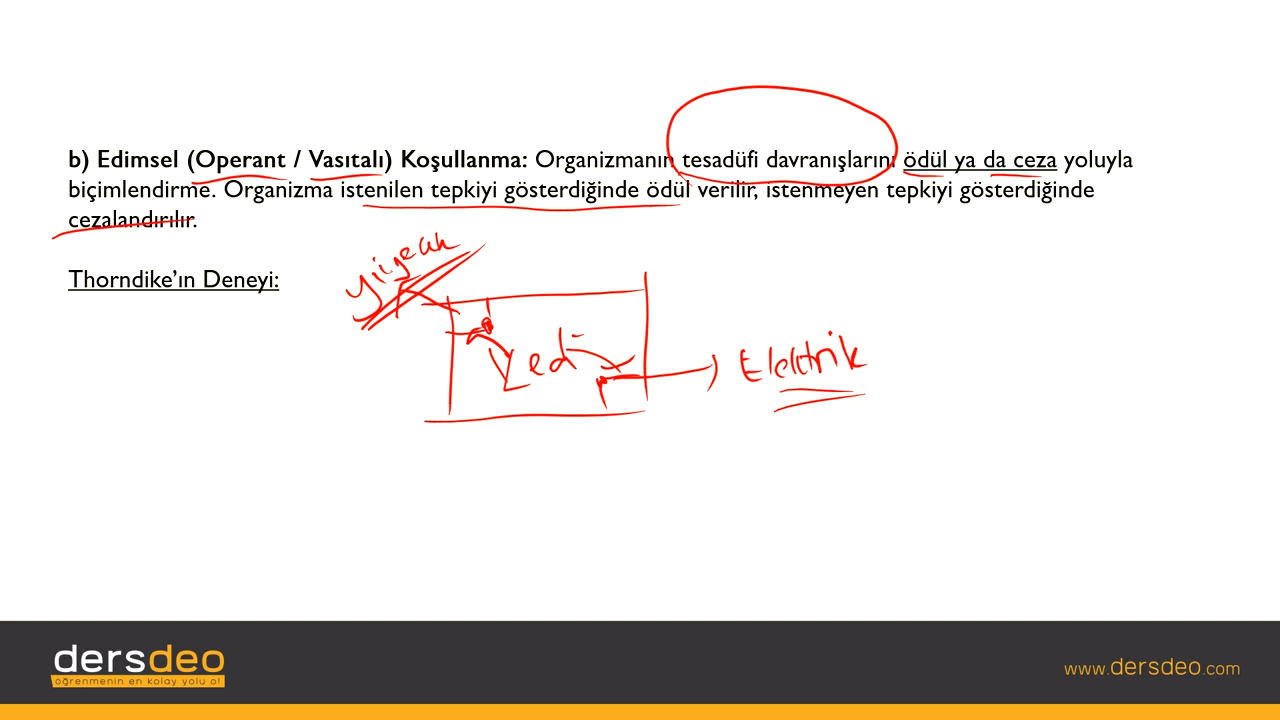 b) Edimsel (Operant / Vasıtalı) Koşullanma: Organizmanın tesadüfi davranışlarını ödül ya da ceza yoluyla
biçimlendirme. Organizma istenilen tepkiyi gösterdiğinde ödül verilir, istenmeyen tepkiyi gösterdiğinde
cezalandırılır.
Thorndike’ın Deneyi:
yiyecek
Kedi
Elektrik
dersdeo
öğrenmenin en kolay yolu o!
www.dersdeo.com